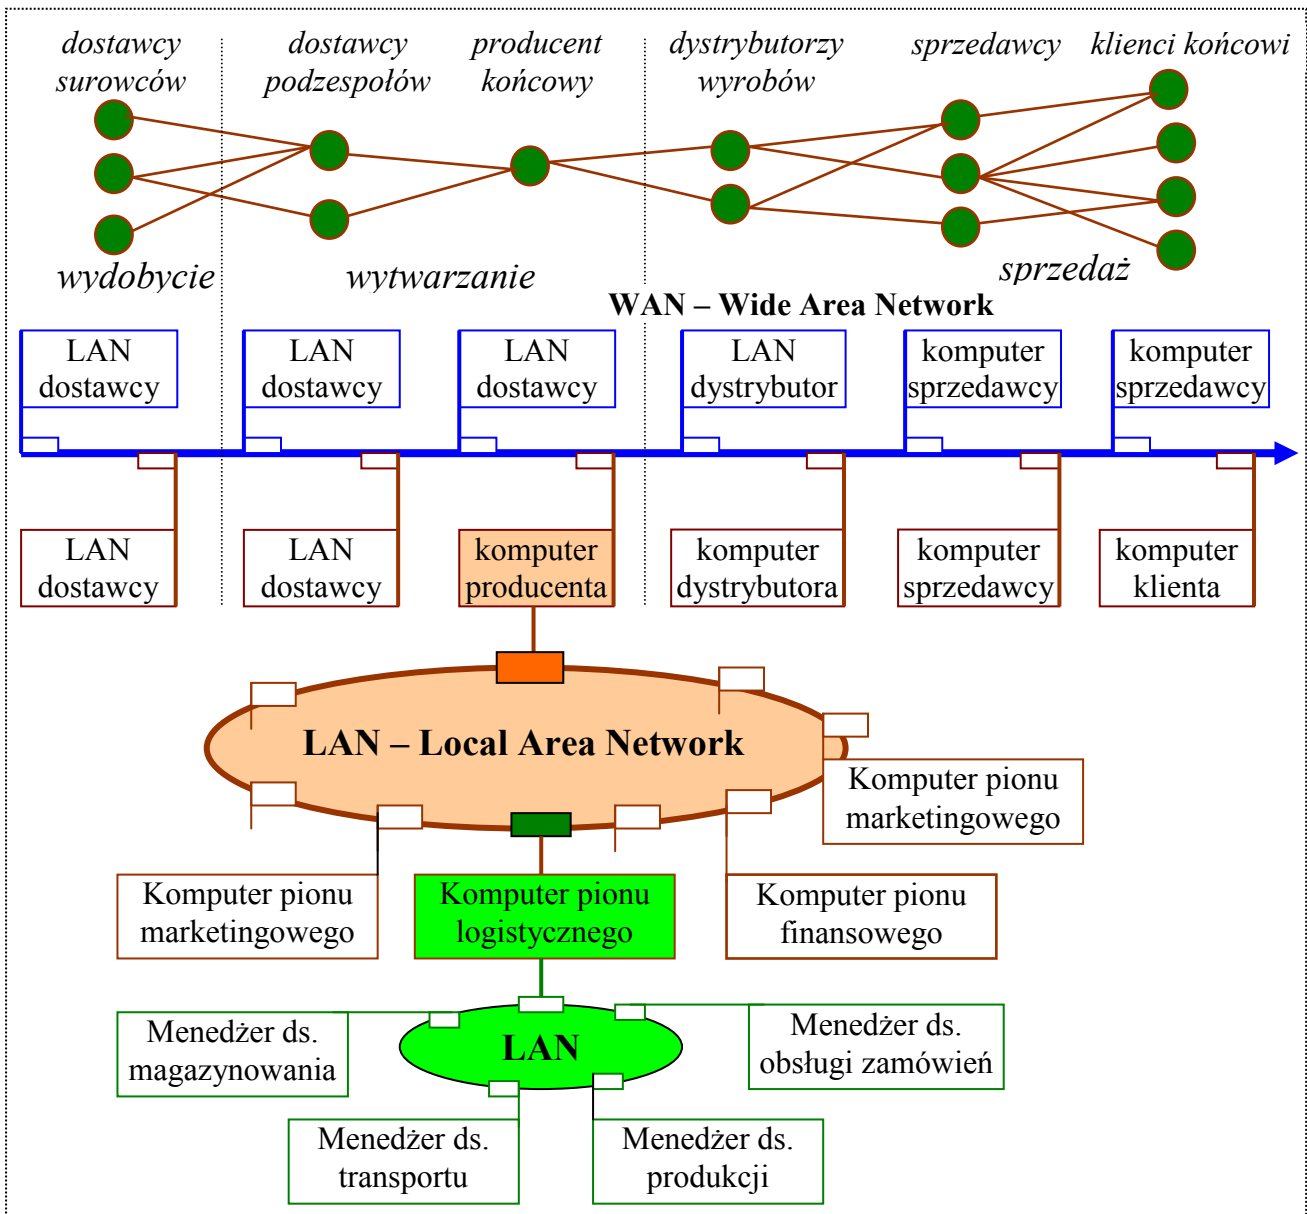 dostawcy
surowców
dostawcy
podzespołów
producent
końcowy
dystrybutorzy
wyrobów
sprzedawcy
klienci końcowi
wydobycie
wytwarzanie
sprzedaż
WAN – Wide Area Network
LAN
dostawcy
LAN
dostawcy
LAN
dostawcy
LAN
dystrybutor
komputer
sprzedawcy
komputer
sprzedawcy
LAN
dostawcy
LAN
dostawcy
komputer
producenta
komputer
dystrybutora
komputer
sprzedawcy
komputer
klienta
LAN – Local Area Network
Komputer pionu
marketingowego
Komputer pionu
marketingowego
Komputer pionu
logistycznego
Komputer pionu
finansowego
LAN
Menedżer ds.
magazynowania
Menedżer ds.
obsługi zamówień
Menedżer ds.
transportu
Menedżer ds.
produkcji